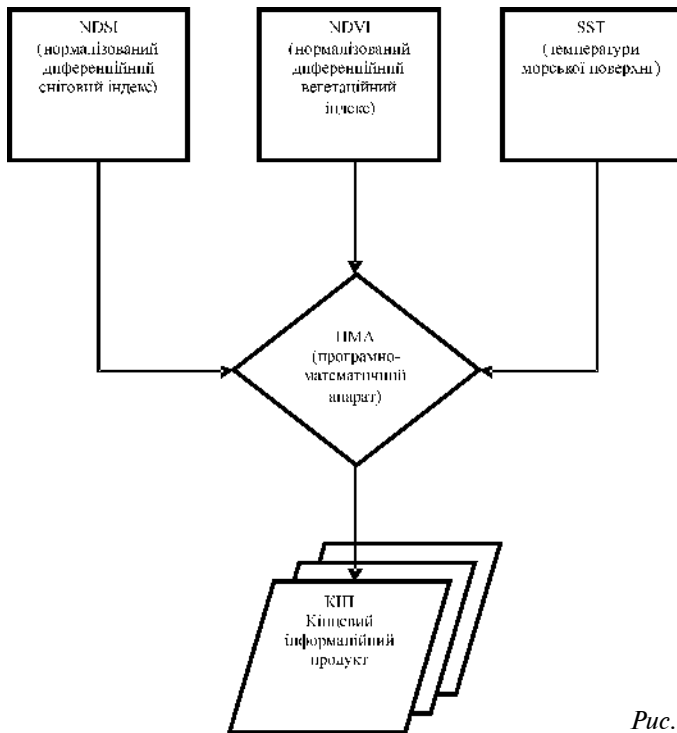 NDSI
(нормалізований
диференційний
сніговий індекс)
NDVI
(нормалізований
диференційний
вегетаційний
індекс)
SST
(температури
морської поверхні)
ПМА
(програмно-
математичний
апарат)
КІП
Кінцевий
інформаційний
продукт
Рис.